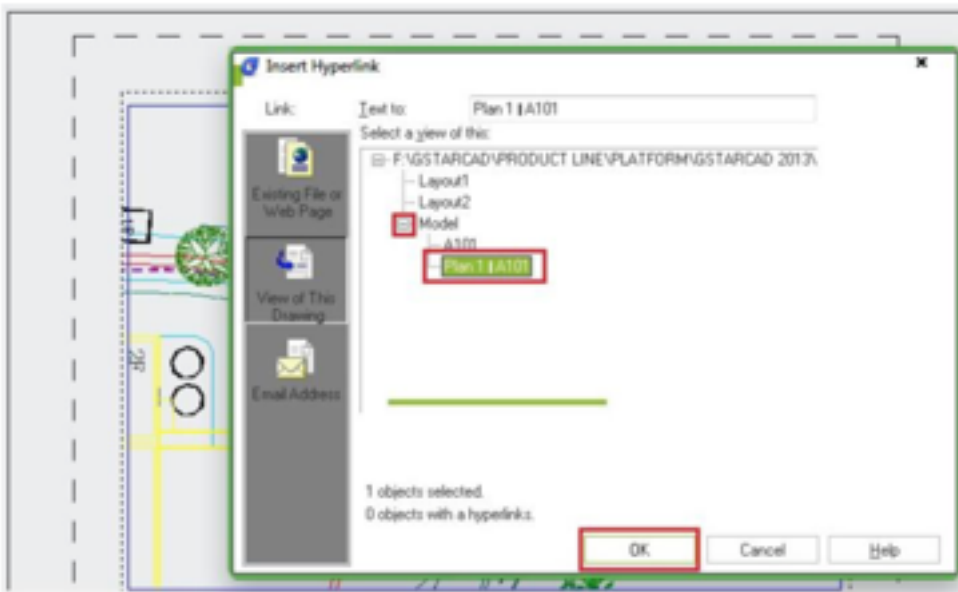 Insert Hyperlink
Link:
Text to:
Plan 1 | A101
Select a view of this:
F:\GSTARCAD\PRODUCT LINE\PLATFORM\GSTARCAD 2013\
Layout1
Layout2
Model
A101
Plan 1 | A101
Existing File or
Web Page
View of This
Drawing
Email Address
1 objects selected.
0 objects with a hyperlinks.
OK
Cancel
Help
2F